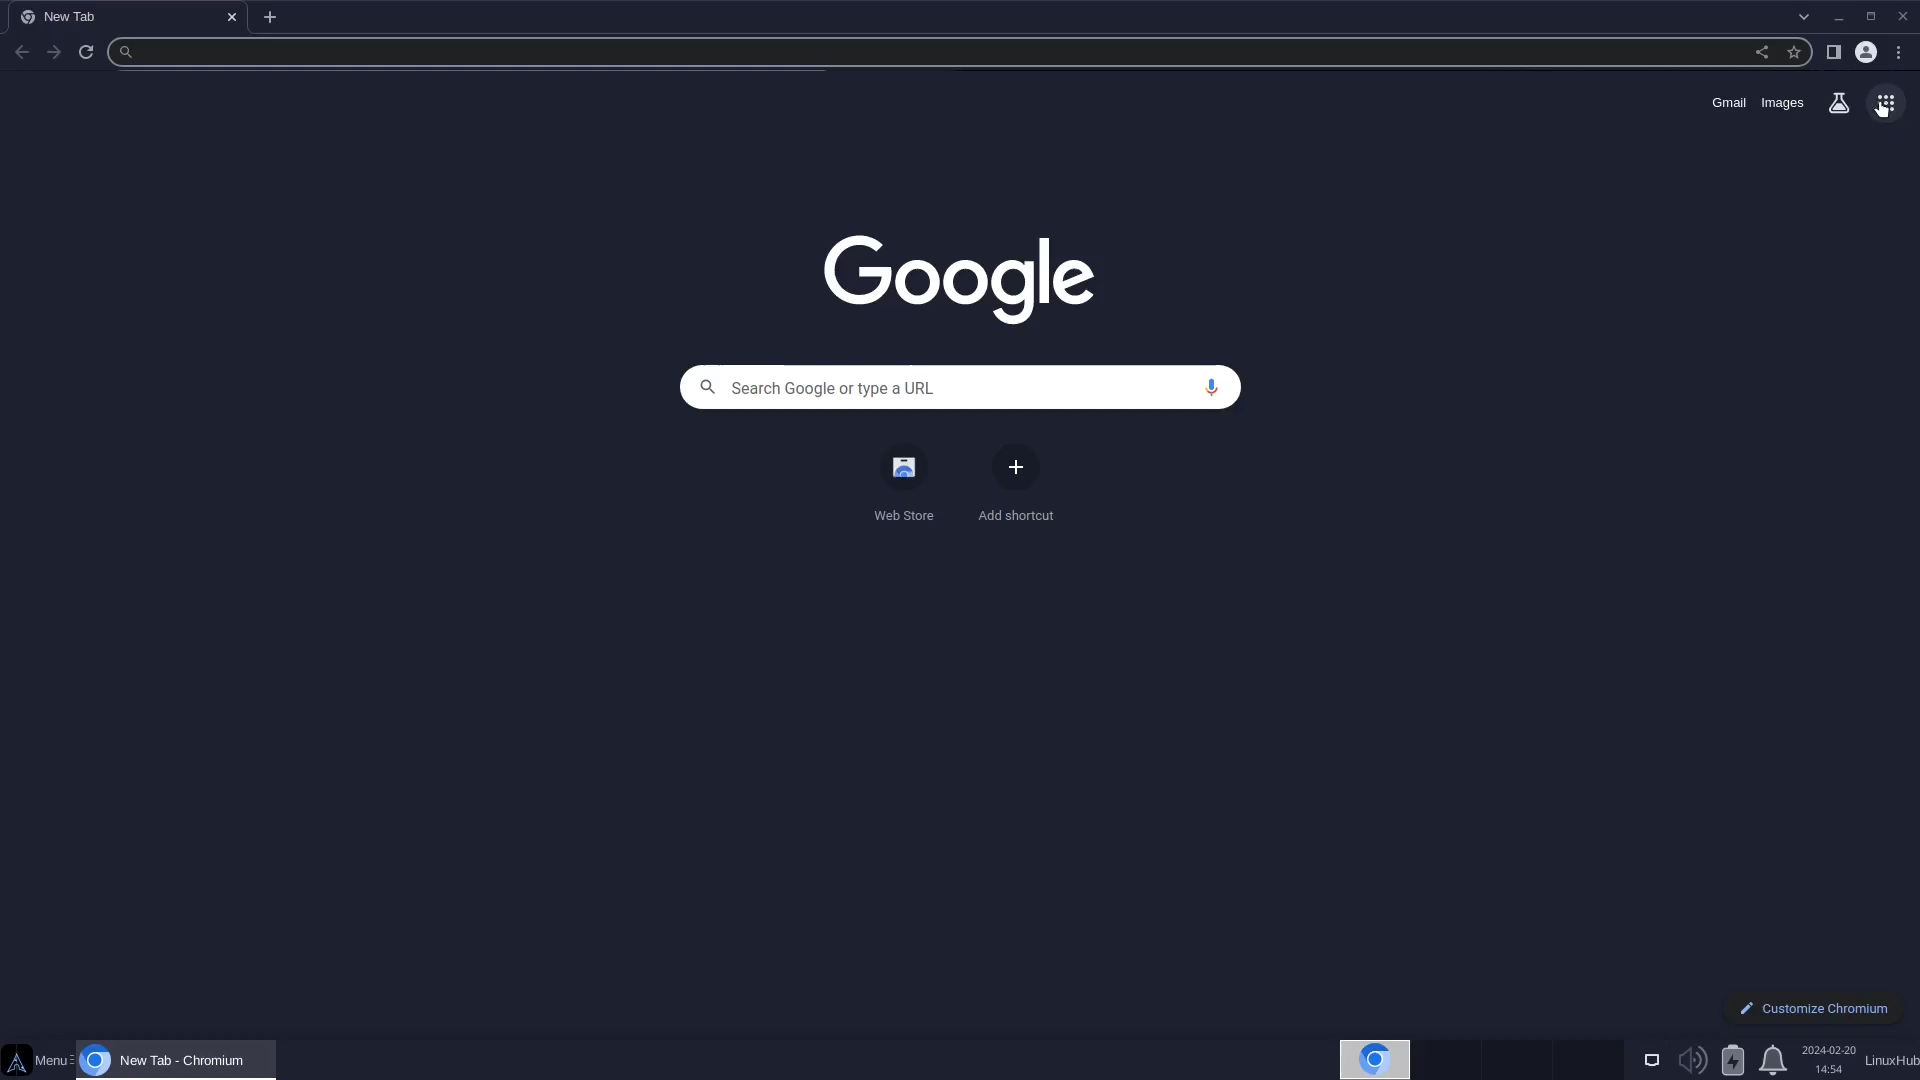 New Tab
Gmail Images
Google
Search Google or type a URL
Web Store
Add shortcut
Customize Chromium
Menu
New Tab - Chromium
2024-02-20
14:54
LinuxHub